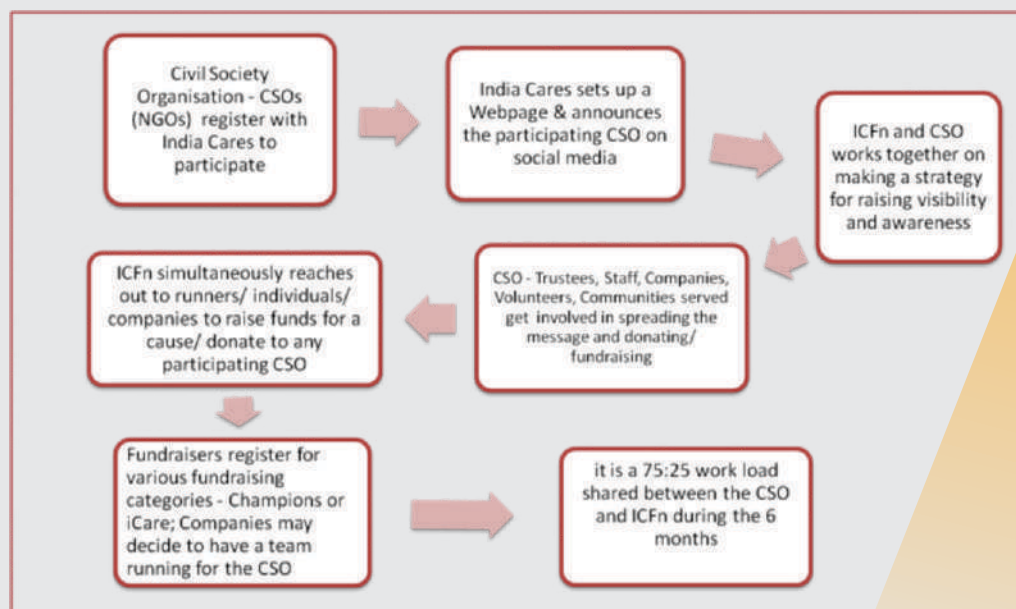 Civil Society
Organisation - CSOs
(NGOs) register with
India Cares to
participate
India Cares sets up a
Webpage & announces
the participating CSO on
social media
ICFn and CSO
works together on
making a strategy
for raising visibility
and awareness
CSO - Trustees, Staff, Companies,
Volunteers, Communities served
get involved in spreading the
message and donating/
fundraising
ICFn simultaneously reaches
out to runners/ individuals/
companies to raise funds for a
cause/ donate to any
participating CSO
Fundraisers register for
various fundraising
categories - Champions or
iCare; Companies may
decide to have a team
running for the CSO
it is a 75:25 work load
shared between the CSO
and ICFn during the 6
months